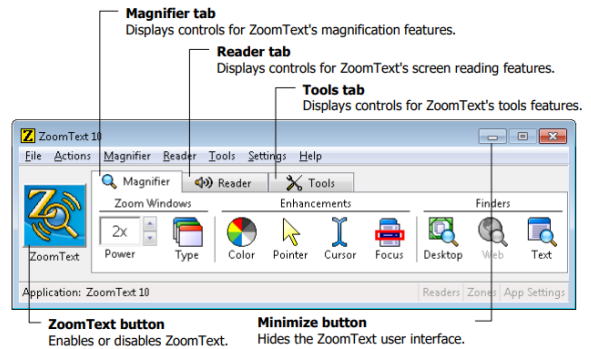 Magnifier tab
Displays controls for ZoomText's magnification features.
Reader tab
Displays controls for ZoomText's screen reading features.
Tools tab
Displays controls for ZoomText's tools features.
ZoomText 10
File Actions Magnifier Reader Tools Settings Help
Magnifier Reader Tools
Zoom Windows Enhancements Finders
2x
ZoomText Power Type Color Pointer Cursor Focus Desktop Web Text
Application: ZoomText 10 Readers Zones App Settings
ZoomText button
Enables or disables ZoomText.
Minimize button
Hides the ZoomText user interface.